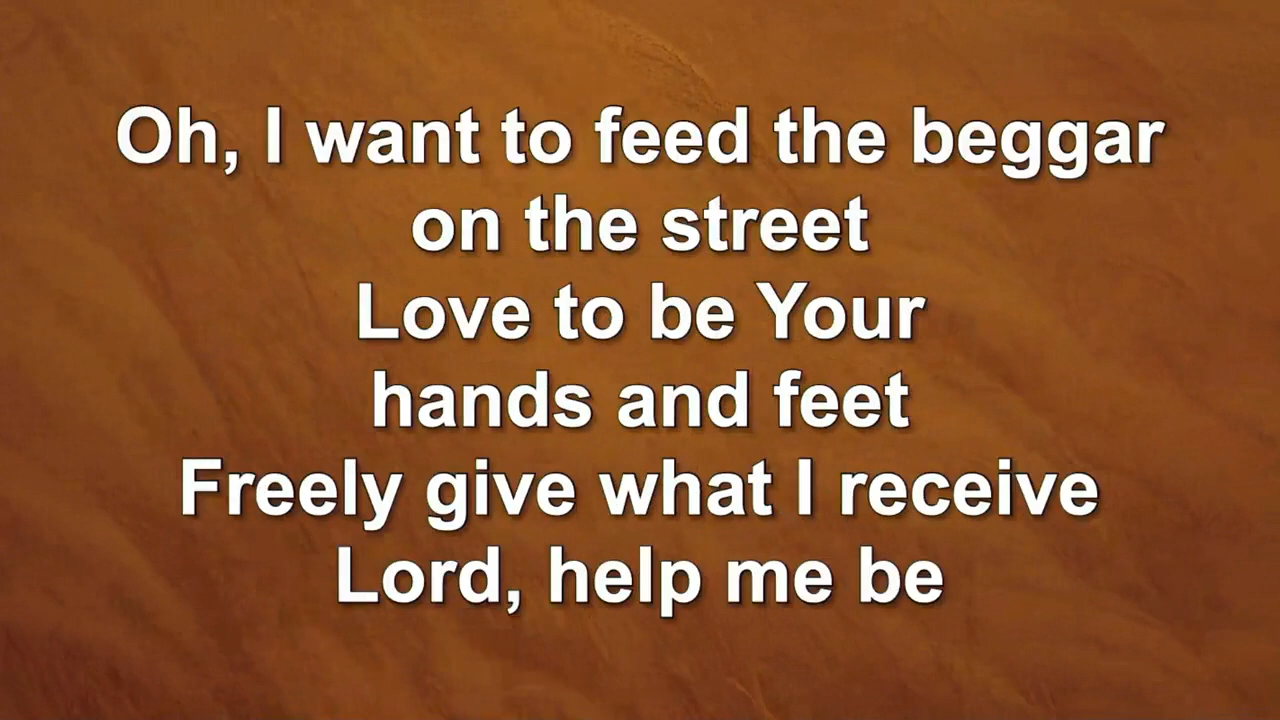 Oh, I want to feed the beggar
on the street
Love to be Your
hands and feet
Freely give what I receive
Lord, help me be